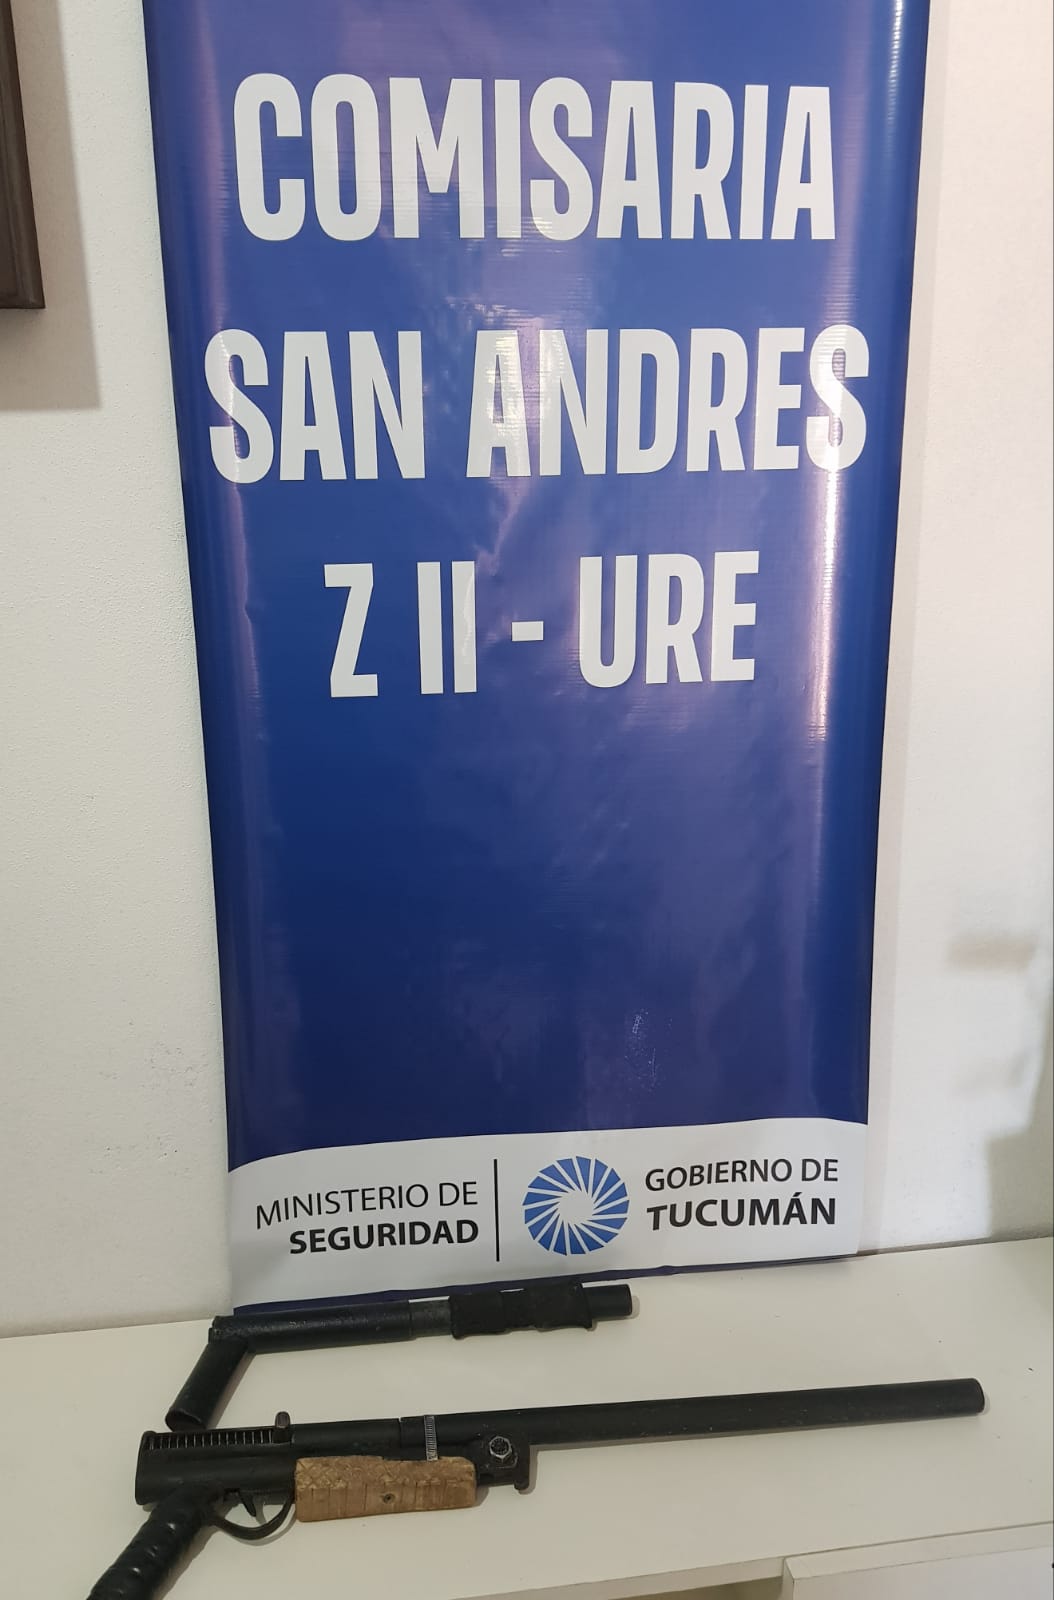 COMISARIA
SAN ANDRES
Z II - URE
MINISTERIO DE
SEGURIDAD
GOBIERNO DE
TUCUMÁN